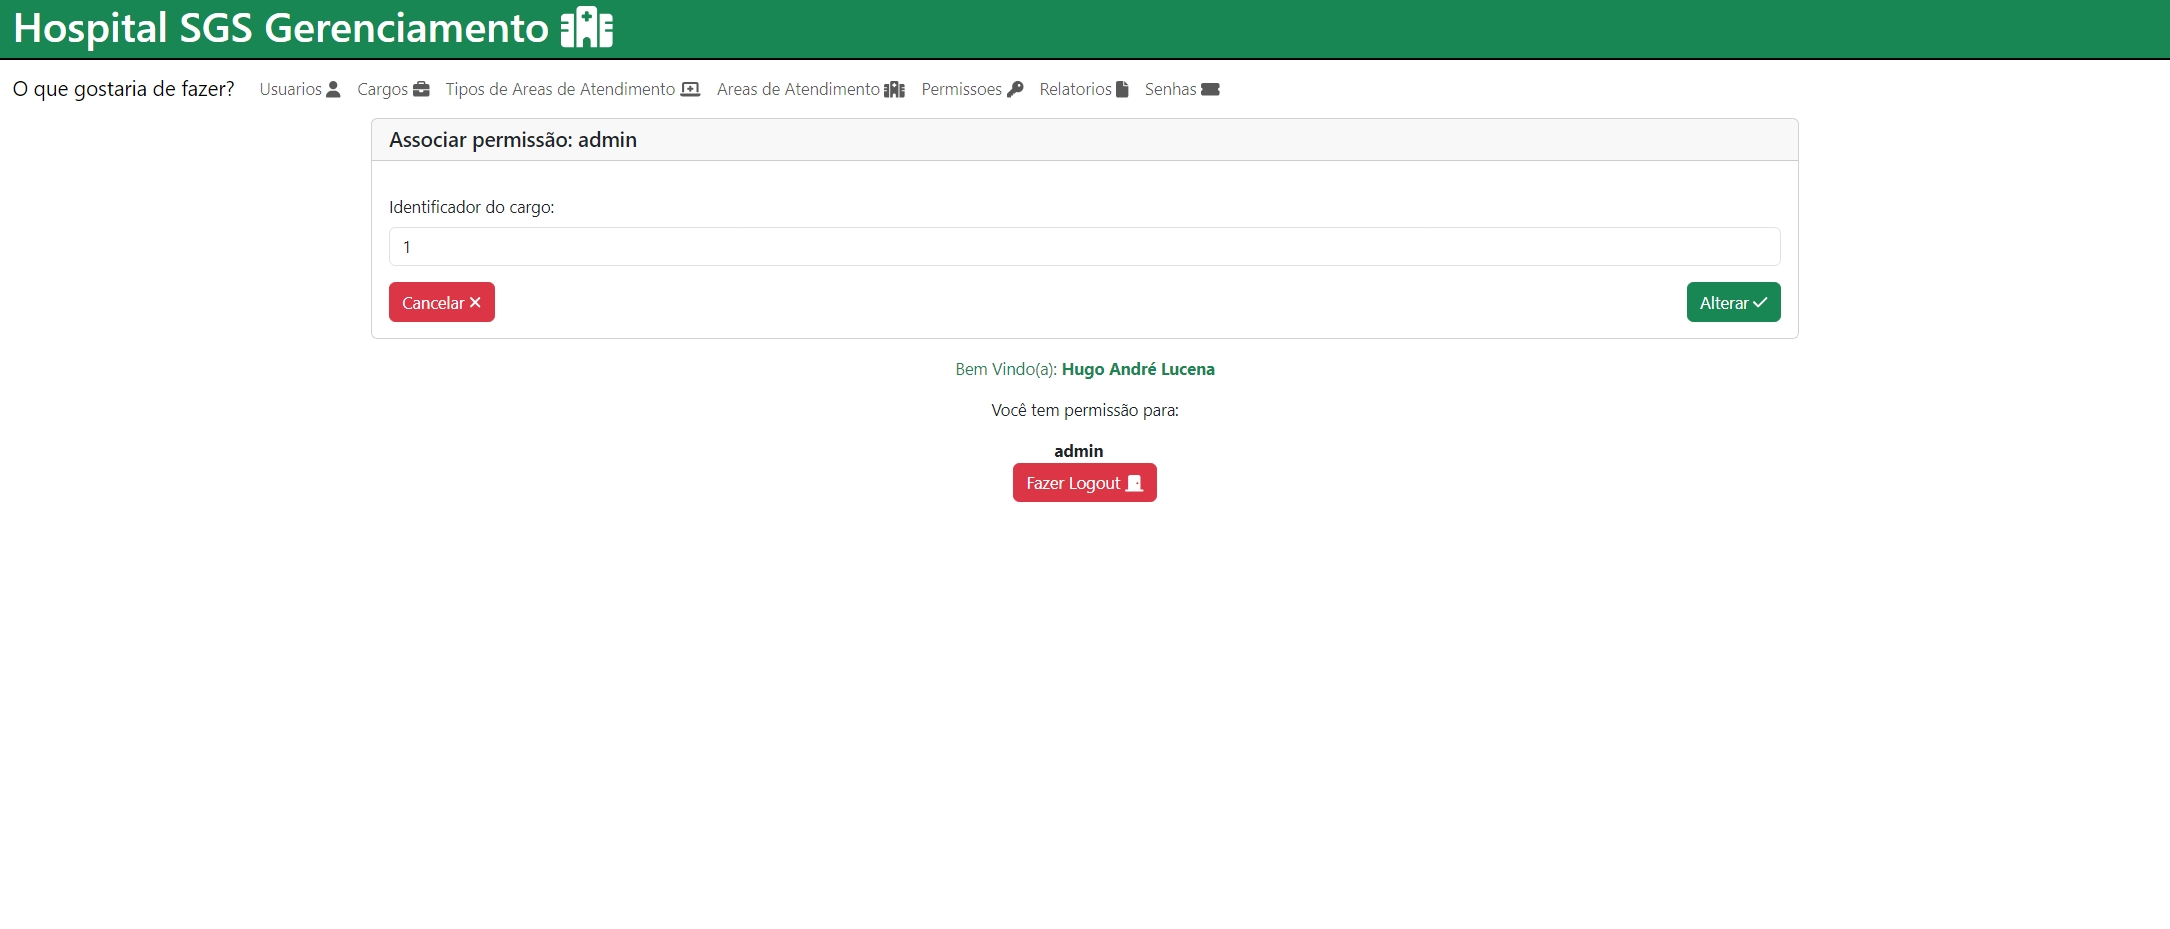 Hospital SGS Gerenciamento
O que gostaria de fazer? Usuarios Cargos Tipos de Areas de Atendimento Areas de Atendimento Permissoes Relatorios Senhas
Associar permissão: admin
Identificador do cargo:
1
Cancelar Alterar
Bem Vindo(a): Hugo André Lucena
Você tem permissão para:
admin
Fazer Logout